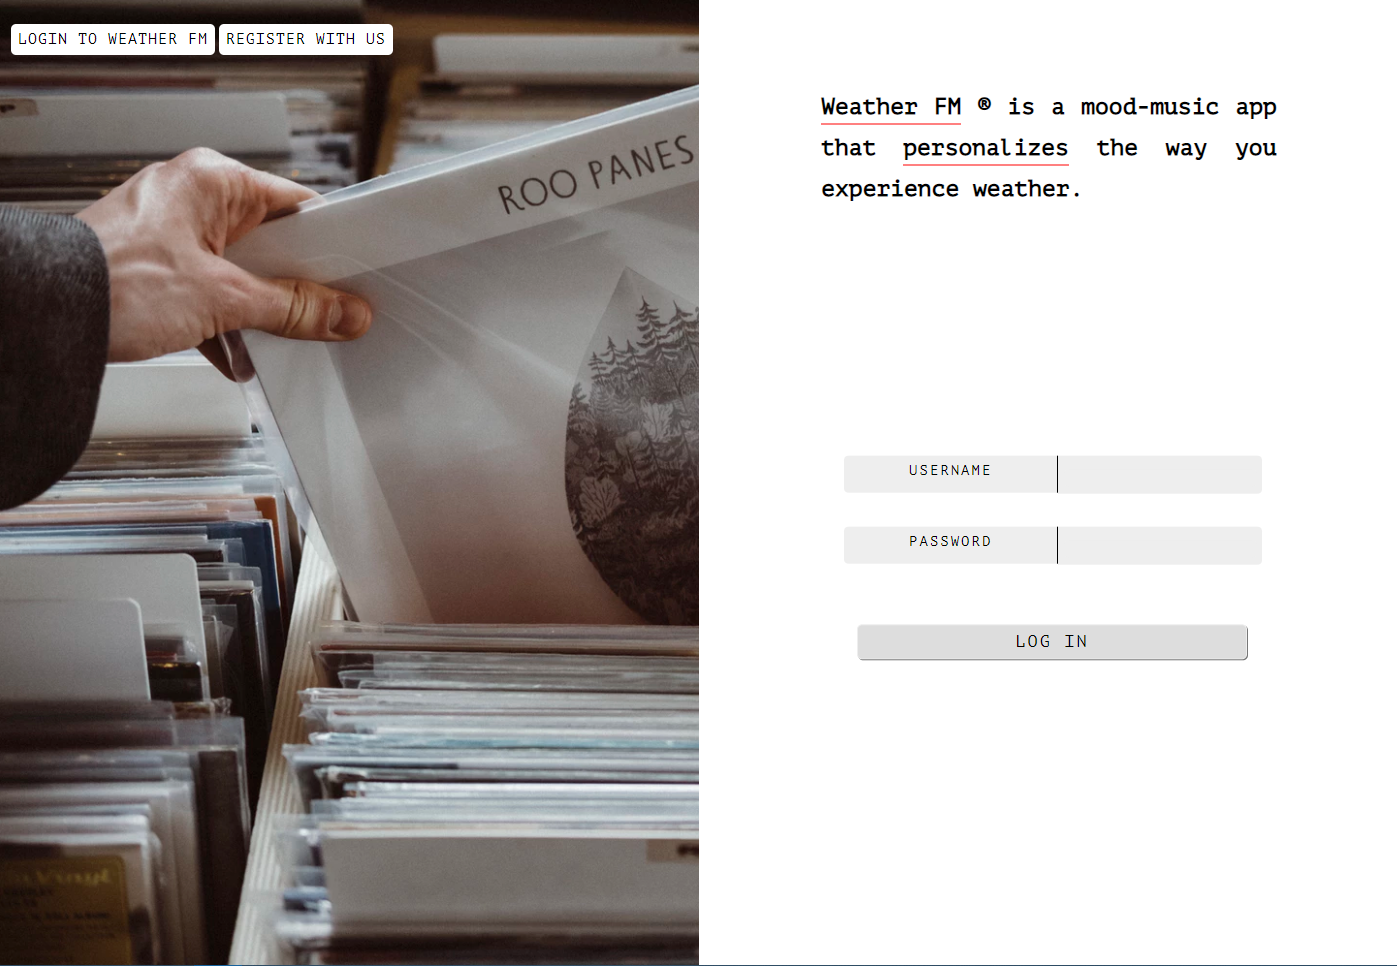 LOGIN TO WEATHER FM
REGISTER WITH US
ROO PANES
Weather FM ® is a mood-music app
that personalizes the way you
experience weather.
USERNAME
PASSWORD
LOG IN
Vinyl